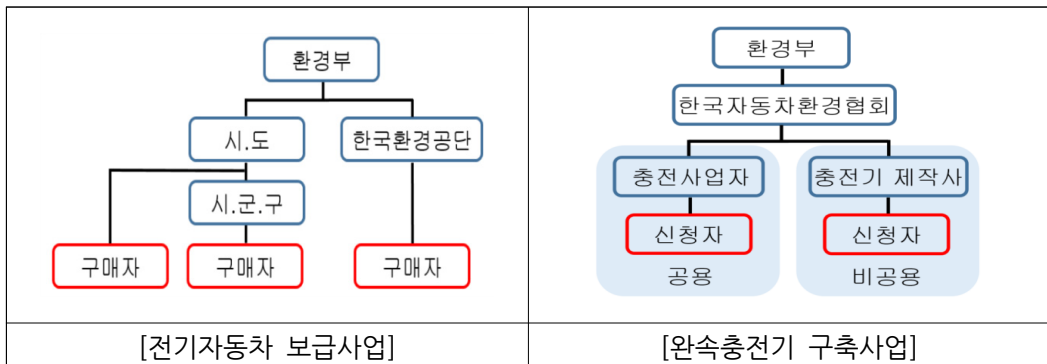 환경부
시.도
한국환경공단
시.군.구
구매자
구매자
구매자
[전기자동차 보급사업]
환경부
한국자동차환경협회
충전사업자
충전기 제작사
신청자
신청자
공용
비공용
[완속충전기 구축사업]